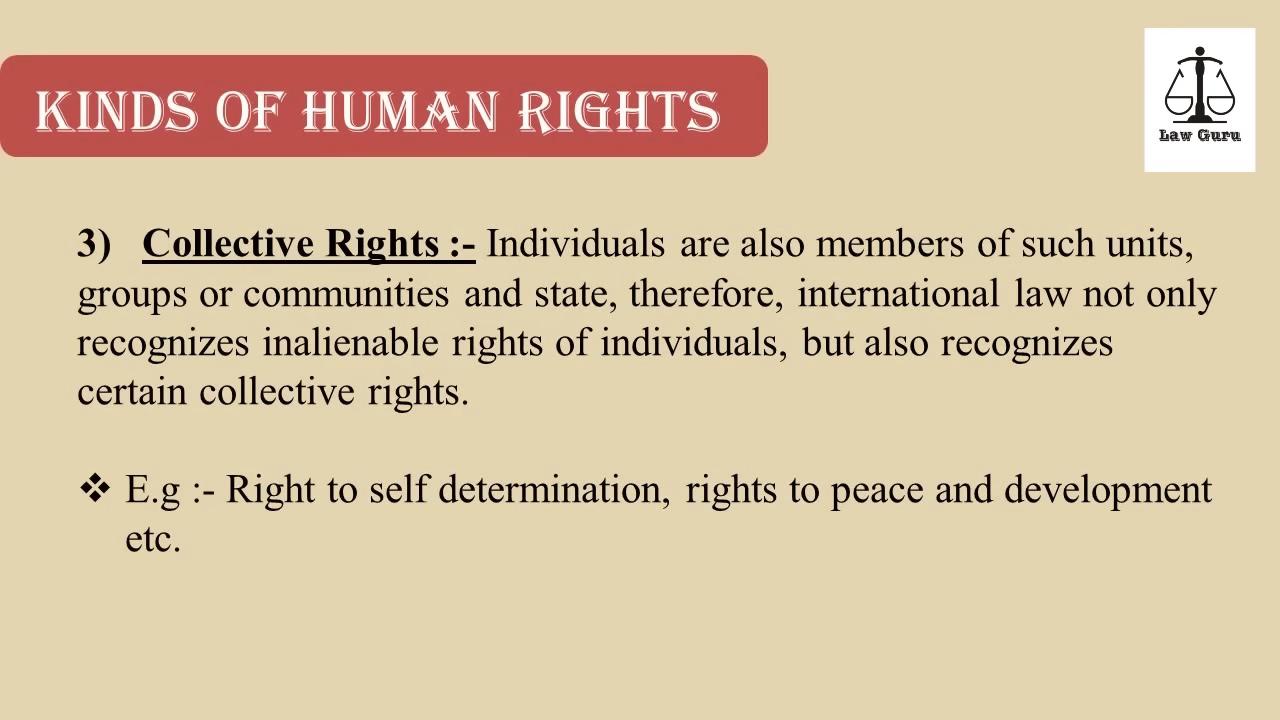 KINDS OF HUMAN RIGHTS
Law Guru
3) Collective Rights :- Individuals are also members of such units,
groups or communities and state, therefore, international law not only
recognizes inalienable rights of individuals, but also recognizes
certain collective rights.
❖ E.g :- Right to self determination, rights to peace and development
etc.